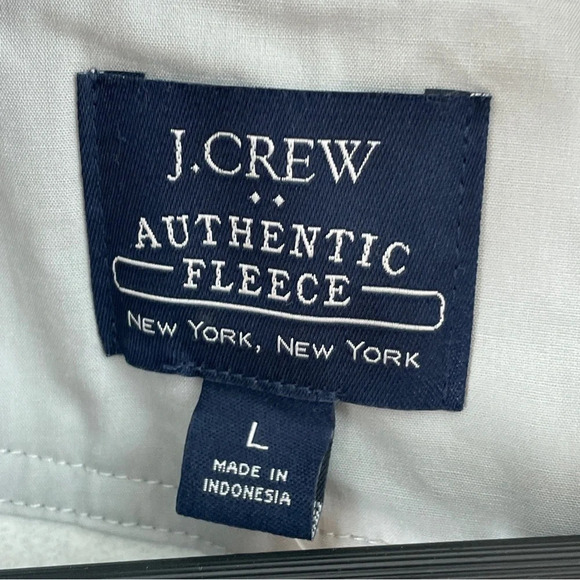 J.CREW
AUTHENTIC
FLEECE
NEW YORK, NEW YORK
L
MADE IN
INDONESIA